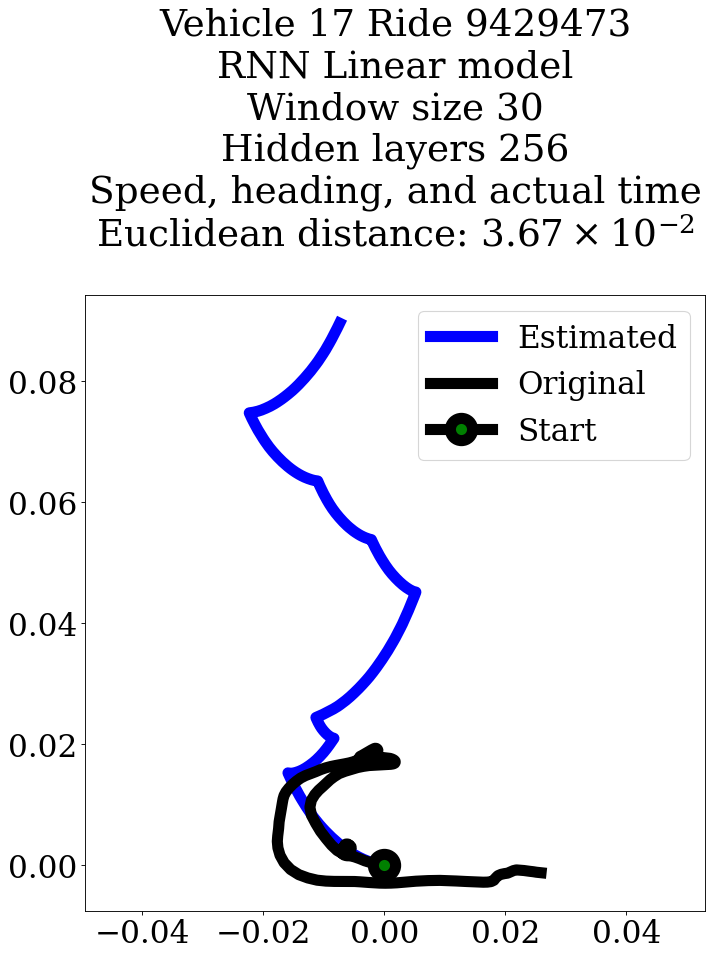 Vehicle 17 Ride 9429473
RNN Linear model
Window size 30
Hidden layers 256
Speed, heading, and actual time
Euclidean distance: 3.67 × 10⁻²
Estimated
Original
Start
0.08
0.06
0.04
0.02
0.00
−0.04 −0.02 0.00 0.02 0.04